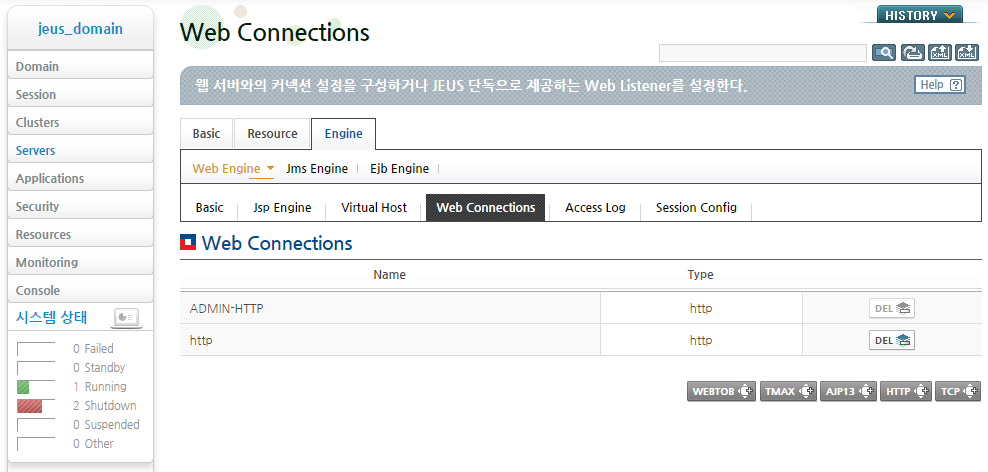 jeus_domain
Domain
Session
Clusters
Servers
Applications
Security
Resources
Monitoring
Console
시스템 상태
0 Failed
0 Standby
1 Running
2 Shutdown
0 Suspended
0 Other
HISTORY
Web Connections
웹 서버와의 커넥션 설정을 구성하거나 JEUS 단독으로 제공하는 Web Listener를 설정한다.
Help ?
Basic Resource Engine
Web Engine Jms Engine Ejb Engine
Basic Jsp Engine Virtual Host Web Connections Access Log Session Config
Web Connections
Name Type
ADMIN-HTTP http DEL
http http DEL
WEBTOB TMAX AJP13 HTTP TCP